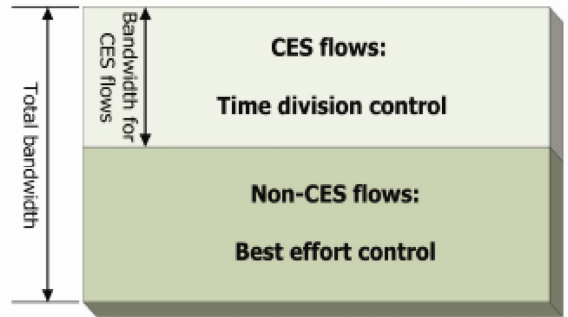 Total bandwidth
Bandwidth for
CES flows
CES flows:
Time division control
Non-CES flows:
Best effort control